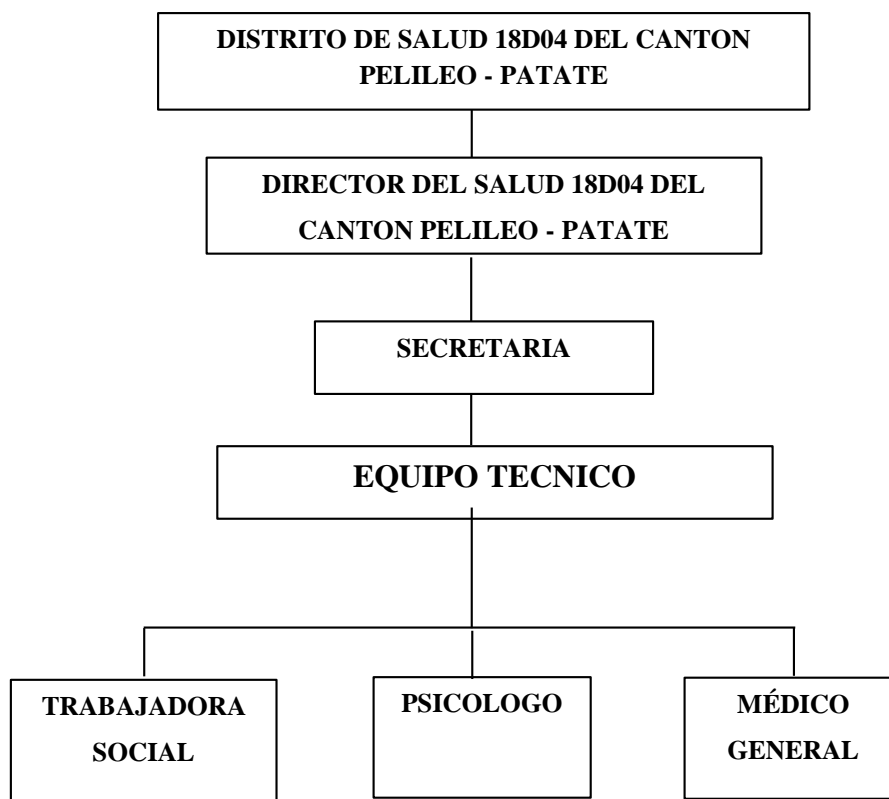 DISTRITO DE SALUD 18D04 DEL CANTON
PELILEO - PATATE
DIRECTOR DEL SALUD 18D04 DEL
CANTON PELILEO - PATATE
SECRETARIA
EQUIPO TECNICO
TRABAJADORA
SOCIAL
PSICOLOGO
MÉDICO
GENERAL